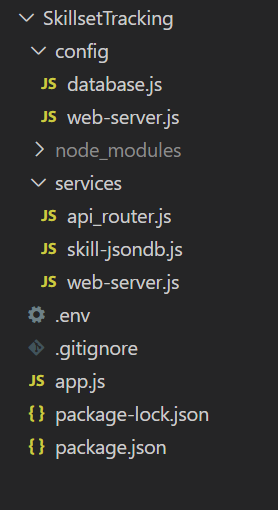 SkillsetTracking
config
JS database.js
JS web-server.js
node_modules
services
JS api_router.js
JS skill-jsondb.js
JS web-server.js
.env
.gitignore
JS app.js
{} package-lock.json
{} package.json